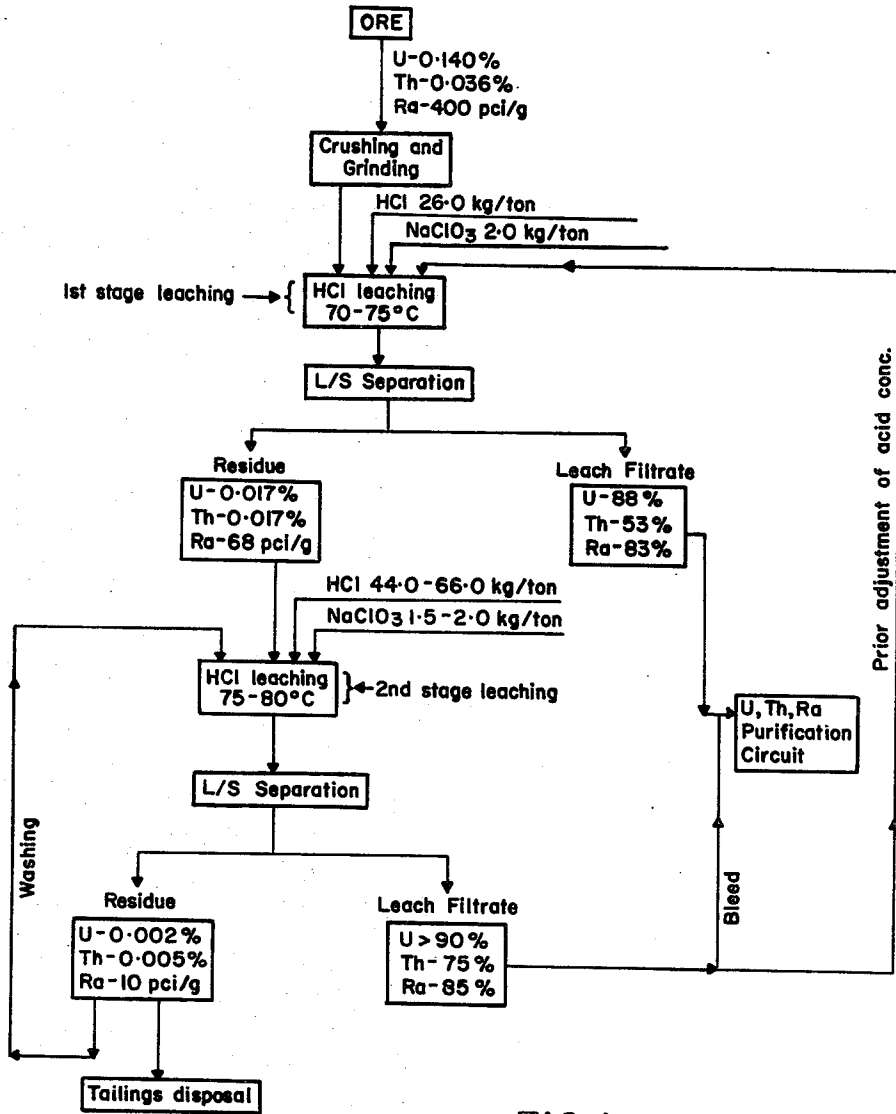 ORE
U-0·140%
Th-0·036%
Ra-400 pci/g
Crushing and
Grinding
HCl 26·0 kg/ton
NaClO3 2·0 kg/ton
1st stage leaching
HCl leaching
70-75°C
L/S Separation
Residue
U-0·017%
Th-0·017%
Ra-68 pci/g
Leach Filtrate
U-88%
Th-53%
Ra-83%
Prior adjustment of acid conc.
HCl 44·0-66·0 kg/ton
NaClO3 1·5-2·0 kg/ton
HCl leaching
75-80°C
2nd stage leaching
U, Th, Ra
Purification
Circuit
L/S Separation
Washing
Bleed
Residue
U-0·002%
Th-0·005%
Ra-10 pci/g
Leach Filtrate
U>90%
Th-75%
Ra-85%
Tailings disposal